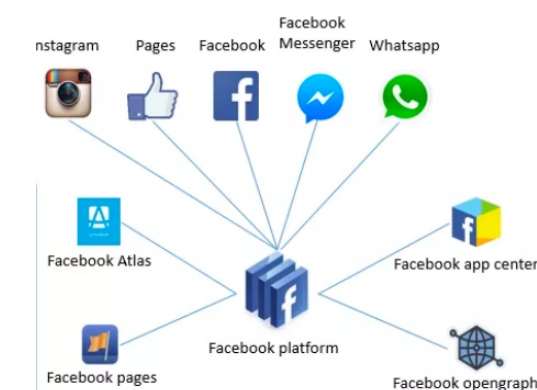 nstagram
Pages
Facebook
Facebook
Messenger
Whatsapp
Facebook Atlas
Facebook app center
Facebook platform
Facebook pages
Facebook opengraph